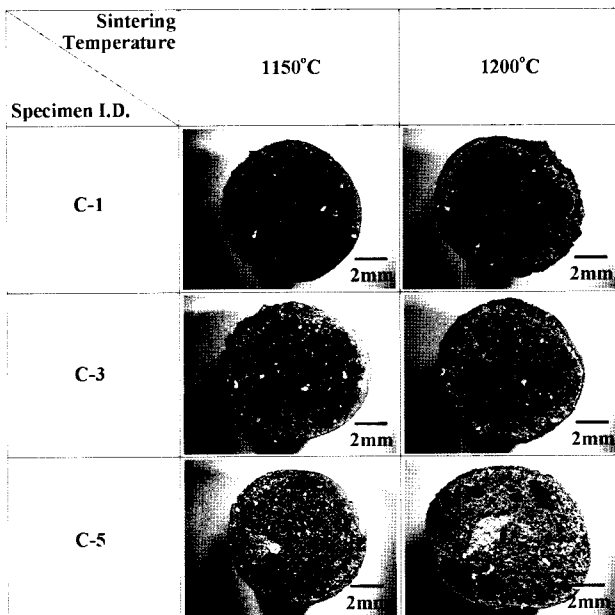 Sintering
Temperature
Specimen I.D.
1150°C
1200°C
C-1
2mm
2mm
C-3
2mm
2mm
C-5
2mm
2mm